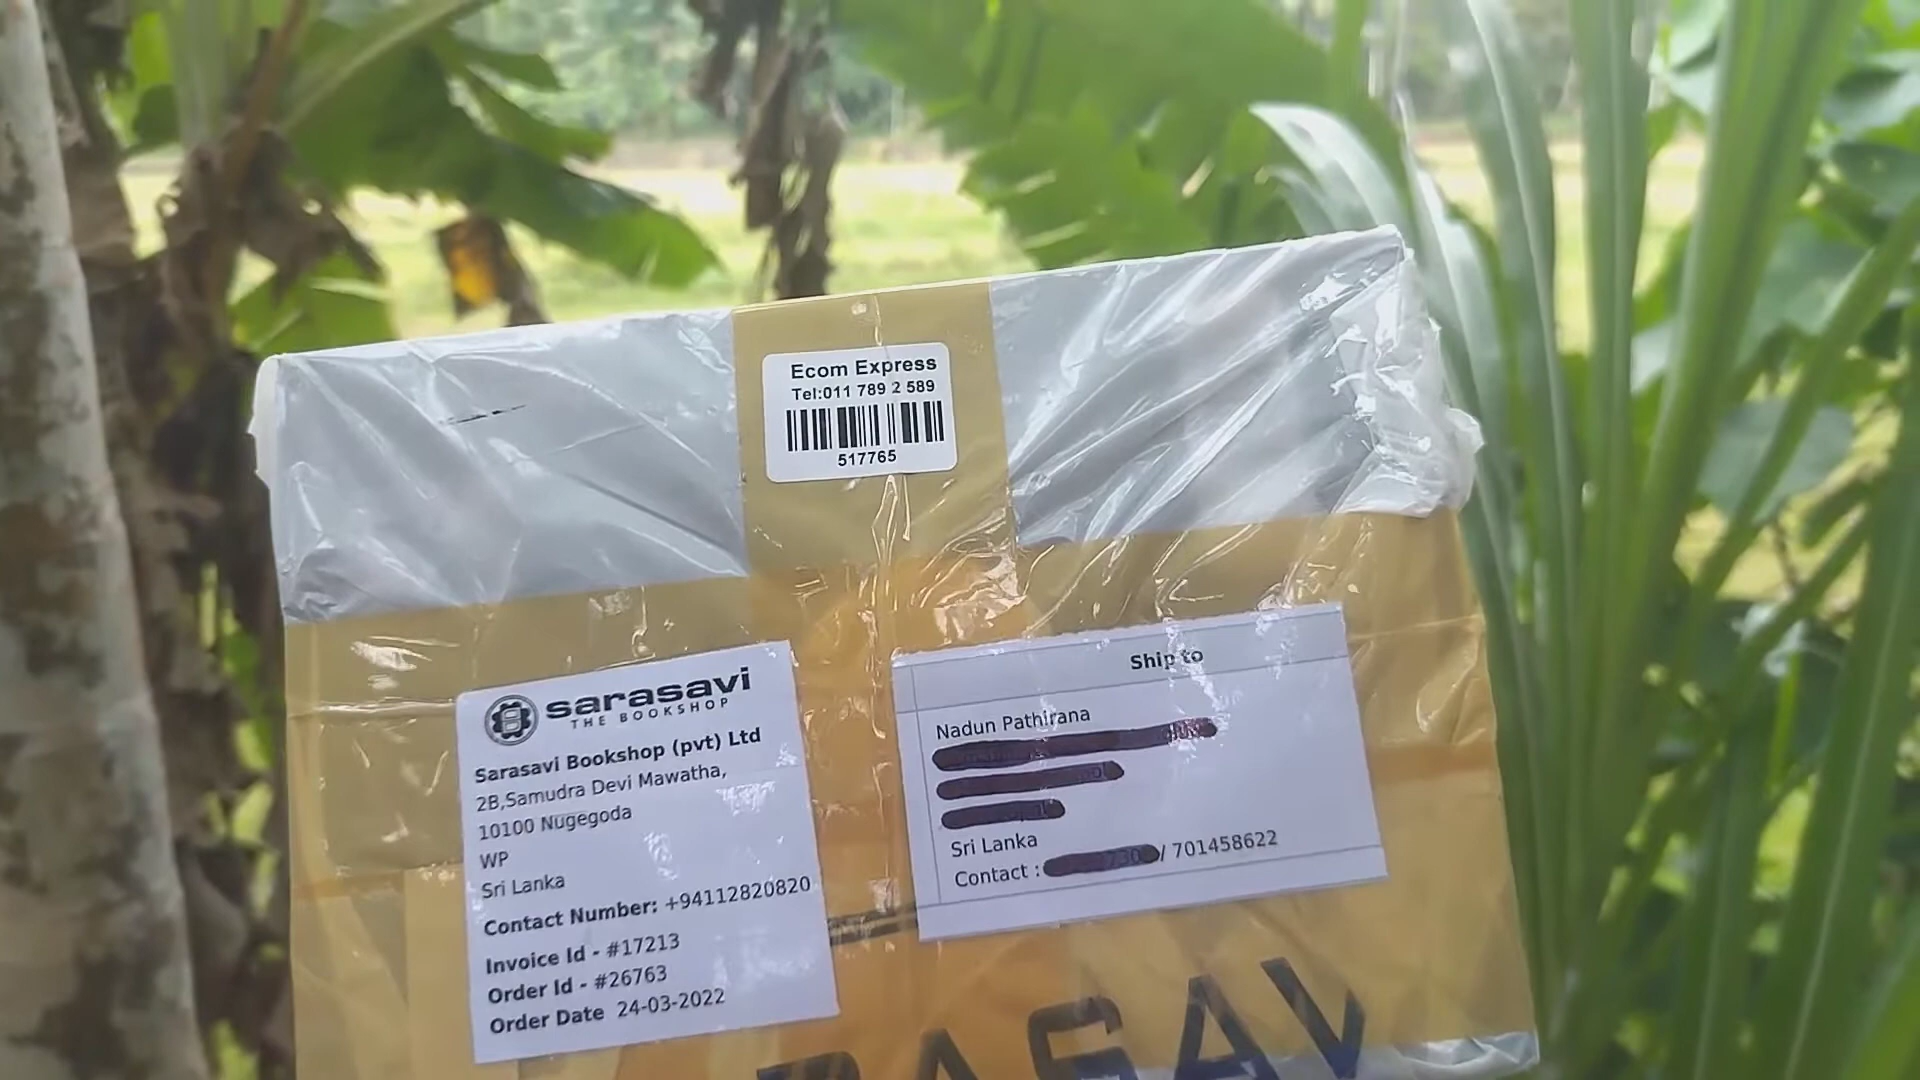 Ecom Express
Tel:011 789 2 589
517765
sarasavi
THE BOOKSHOP
Sarasavi Bookshop (pvt) Ltd
2B,Samudra Devi Mawatha,
10100 Nugegoda
WP
Sri Lanka
Contact Number: +94112820820
Invoice Id - #17213
Order Id - #26763
Order Date 24-03-2022
Ship to
Nadun Pathirana
Sri Lanka
Contact : / 701458622